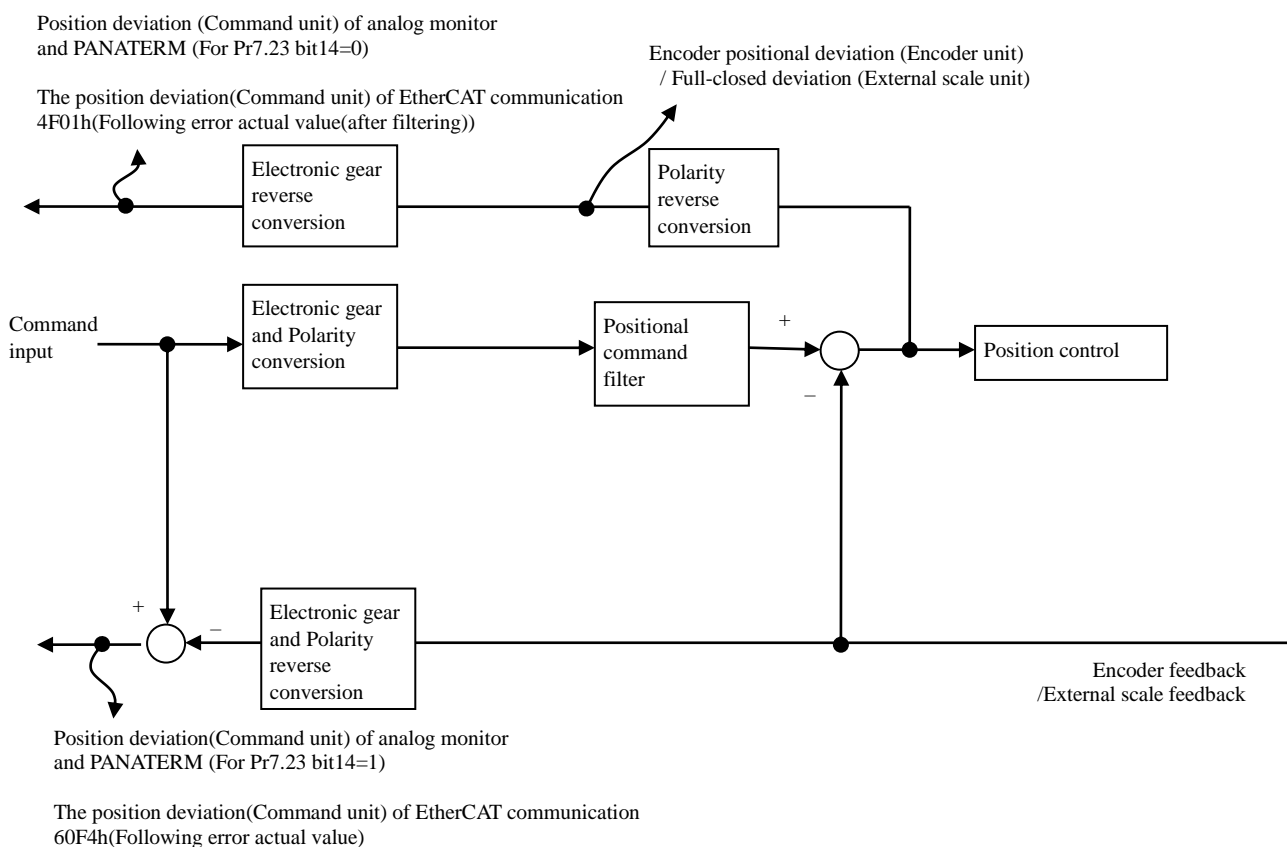 Position deviation (Command unit) of analog monitor
and PANATERM (For Pr7.23 bit14=0)
The position deviation(Command unit) of EtherCAT communication
4F01h(Following error actual value(after filtering))
Encoder positional deviation (Encoder unit)
/ Full-closed deviation (External scale unit)
Electronic gear
reverse
conversion
Polarity
reverse
conversion
Command
input
Electronic gear
and Polarity
conversion
Positional
command
filter
+
−
Position control
+
−
Electronic gear
and Polarity
reverse
conversion
Encoder feedback
/External scale feedback
Position deviation(Command unit) of analog monitor
and PANATERM (For Pr7.23 bit14=1)
The position deviation(Command unit) of EtherCAT communication
60F4h(Following error actual value)